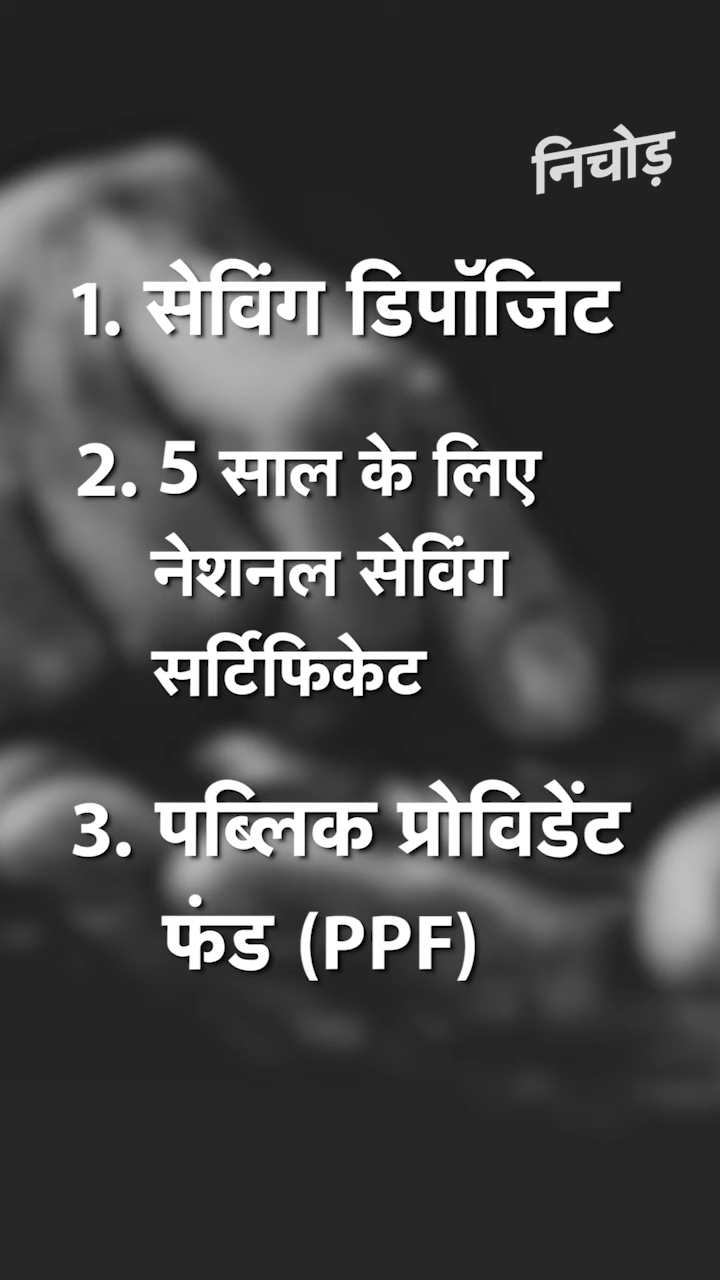 निचोड़
1. सेविंग डिपॉजिट
2. 5 साल के लिए
नेशनल सेविंग
सर्टिफिकेट
3. पब्लिक प्रोविडेंट
फंड (PPF)